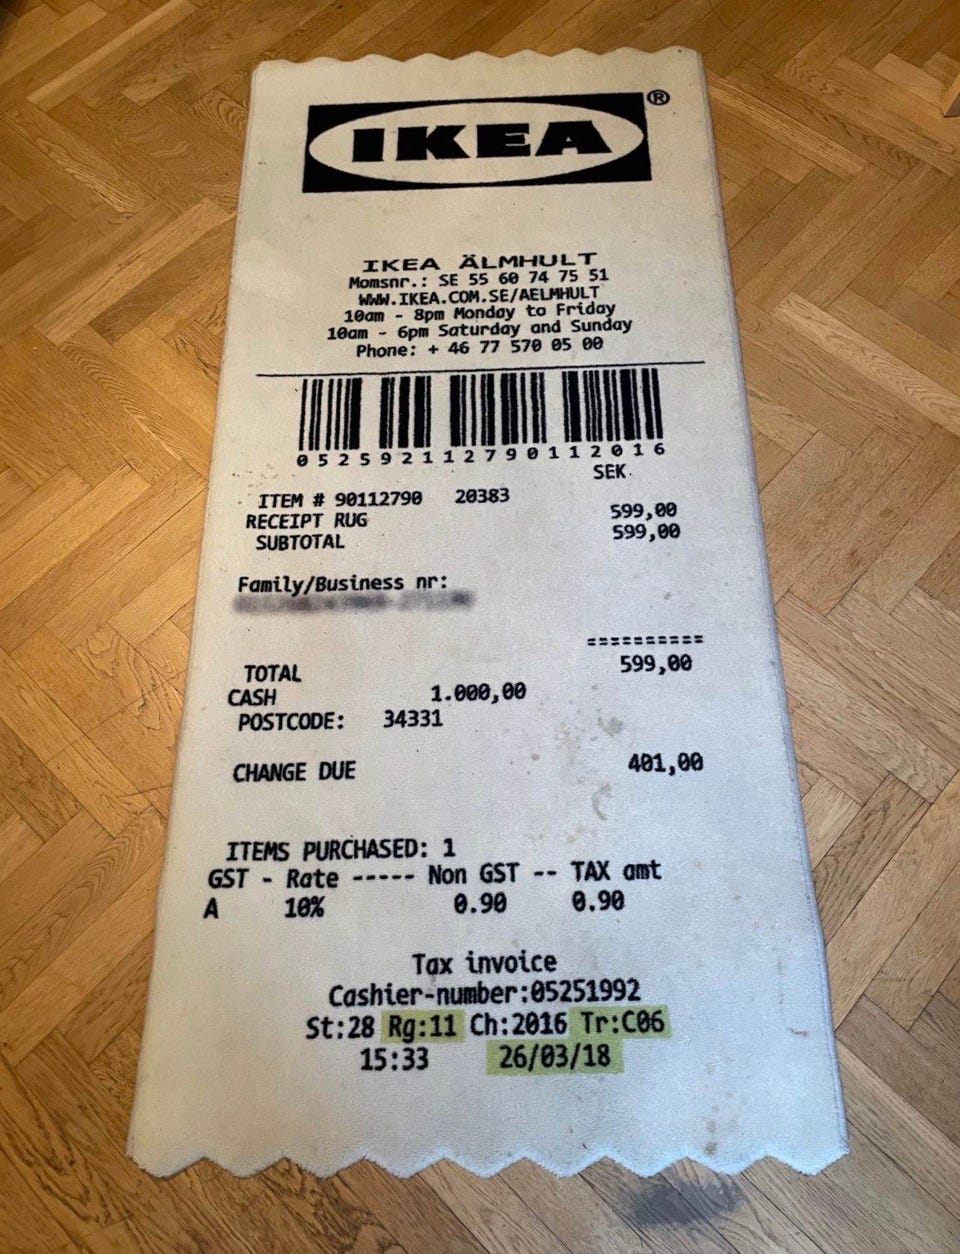 IKEA®
IKEA ÄLMHULT
Momsnr.: SE 55 60 74 75 51
WWW.IKEA.COM.SE/AELMHULT
10am - 8pm Monday to Friday
10am - 6pm Saturday and Sunday
Phone: + 46 77 570 05 00
052592112790112016
SEK.
ITEM # 90112790 20383
RECEIPT RUG 599,00
SUBTOTAL 599,00
Family/Business nr:
==========
TOTAL 599,00
CASH 1.000,00
POSTCODE: 34331
CHANGE DUE 401,00
ITEMS PURCHASED: 1
GST - Rate ----- Non GST -- TAX amt
A 10% 0.90 0.90
Tax invoice
Cashier-number:05251992
St:28 Rg:11 Ch:2016 Tr:C06
15:33 26/03/18